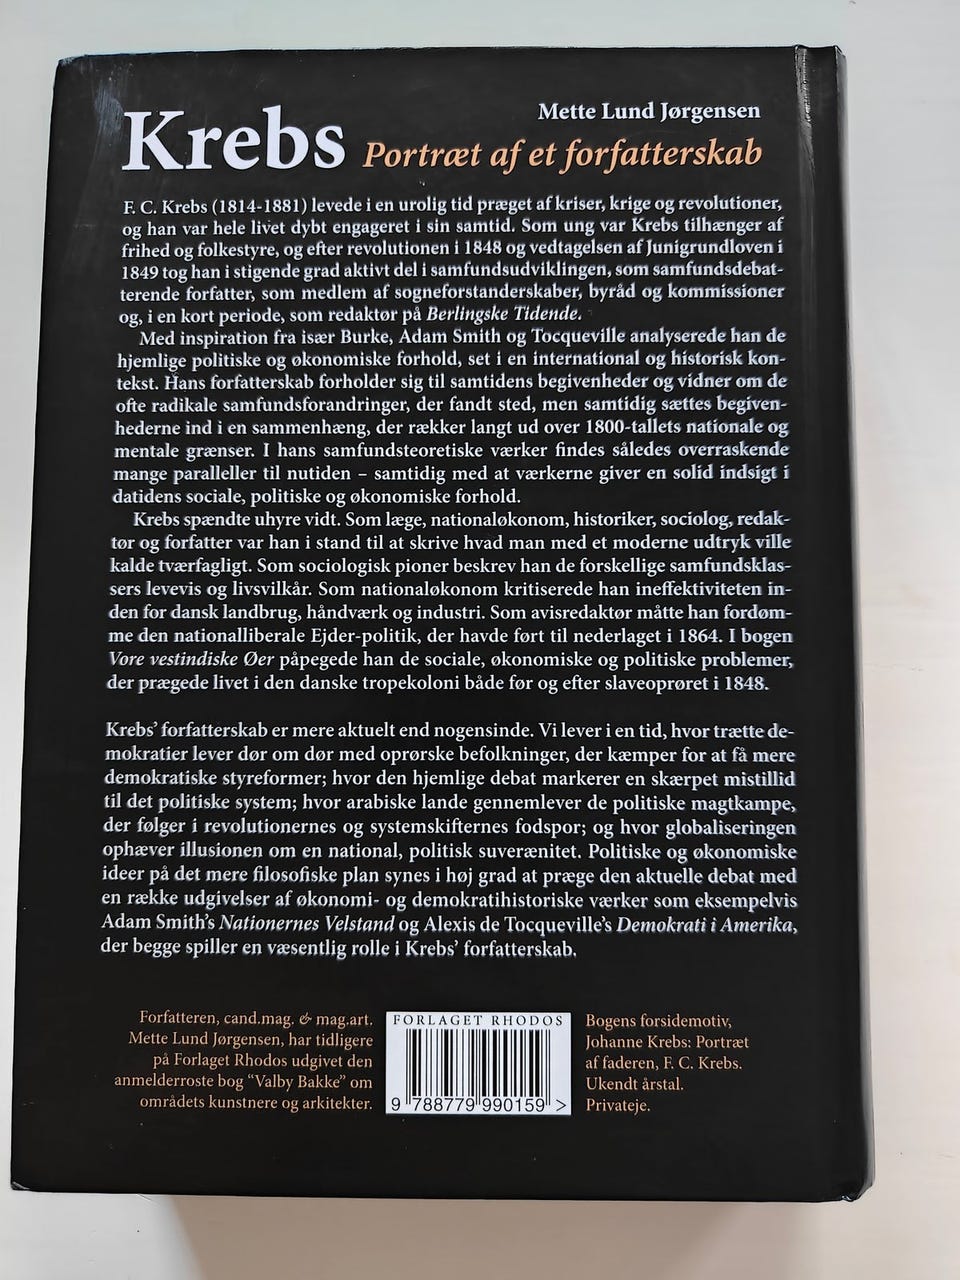 Mette Lund Jørgensen
Krebs Portræt af et forfatterskab
F. C. Krebs (1814-1881) levede i en urolig tid præget af kriser, krige og revolutioner,
og han var hele livet dybt engageret i sin samtid. Som ung var Krebs tilhænger af
frihed og folkestyre, og efter revolutionen i 1848 og vedtagelsen af Junigrundloven i
1849 tog han i stigende grad aktivt del i samfundsudviklingen, som samfundsdebat-
terende forfatter, som medlem af sogneforstanderskaber, byråd og kommissioner
og, i en kort periode, som redaktør på Berlingske Tidende.
Med inspiration fra især Burke, Adam Smith og Tocqueville analyserede han de
hjemlige politiske og økonomiske forhold, set i en international og historisk kon-
tekst. Hans forfatterskab forholder sig til samtidens begivenheder og vidner om de
ofte radikale samfundsforandringer, der fandt sted, men samtidig sættes begiven-
hederne ind i en sammenhæng, der rækker langt ud over 1800-tallets nationale og
mentale grænser. I hans samfundsteoretiske værker findes således overraskende
mange paralleller til nutiden – samtidig med at værkerne giver en solid indsigt i
datidens sociale, politiske og økonomiske forhold.
Krebs spændte uhyre vidt. Som læge, nationaløkonom, historiker, sociolog, redak-
tør og forfatter var han i stand til at skrive hvad man med et moderne udtryk ville
kalde tværfagligt. Som sociologisk pioner beskrev han de forskellige samfundsklas-
sers levevis og livsvilkår. Som nationaløkonom kritiserede han ineffektiviteten in-
den for dansk landbrug, håndværk og industri. Som avisredaktør måtte han fordøm-
me den nationalliberale Ejder-politik, der havde ført til nederlaget i 1864. I bogen
Vore vestindiske Øer påpegede han de sociale, økonomiske og politiske problemer,
der prægede livet i den danske tropekoloni både før og efter slaveoprøret i 1848.
Krebs' forfatterskab er mere aktuelt end nogensinde. Vi lever i en tid, hvor trætte de-
mokratier lever dør om dør med oprørske befolkninger, der kæmper for at få mere
demokratiske styreformer; hvor den hjemlige debat markerer en skærpet mistillid
til det politiske system; hvor arabiske lande gennemlever de politiske magtkampe,
der følger i revolutionernes og systemskifternes fodspor; og hvor globaliseringen
ophæver illusionen om en national, politisk suverænitet. Politiske og økonomiske
ideer på det mere filosofiske plan synes i høj grad at præge den aktuelle debat med
en række udgivelser af økonomi- og demokratihistoriske værker som eksempelvis
Adam Smith's Nationernes Velstand og Alexis de Tocqueville's Demokrati i Amerika,
der begge spiller en væsentlig rolle i Krebs' forfatterskab.
Forfatteren, cand.mag. & mag.art.
Mette Lund Jørgensen, har tidligere
på Forlaget Rhodos udgivet den
anmelderroste bog "Valby Bakke" om
områdets kunstnere og arkitekter.
FORLAGET RHODOS
9 788779 990159 >
Bogens forsidemotiv,
Johanne Krebs: Portræt
af faderen, F. C. Krebs.
Ukendt årstal.
Privateje.